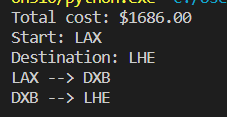 Total cost: $1686.00
Start: LAX
Destination: LHE
LAX --> DXB
DXB --> LHE